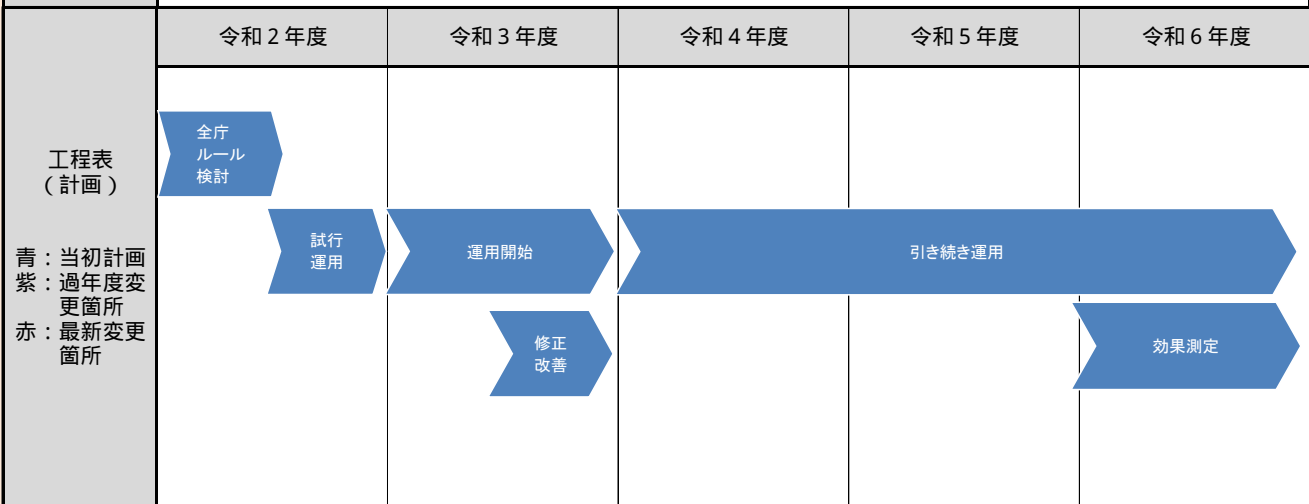 令和２年度
令和３年度
令和４年度
令和５年度
令和６年度
工程表
（計画）
青：当初計画
紫：過年度変
更箇所
赤：最新変更
箇所
全庁
ルール
検討
試行
運用
運用開始
引き続き運用
修正
改善
効果測定